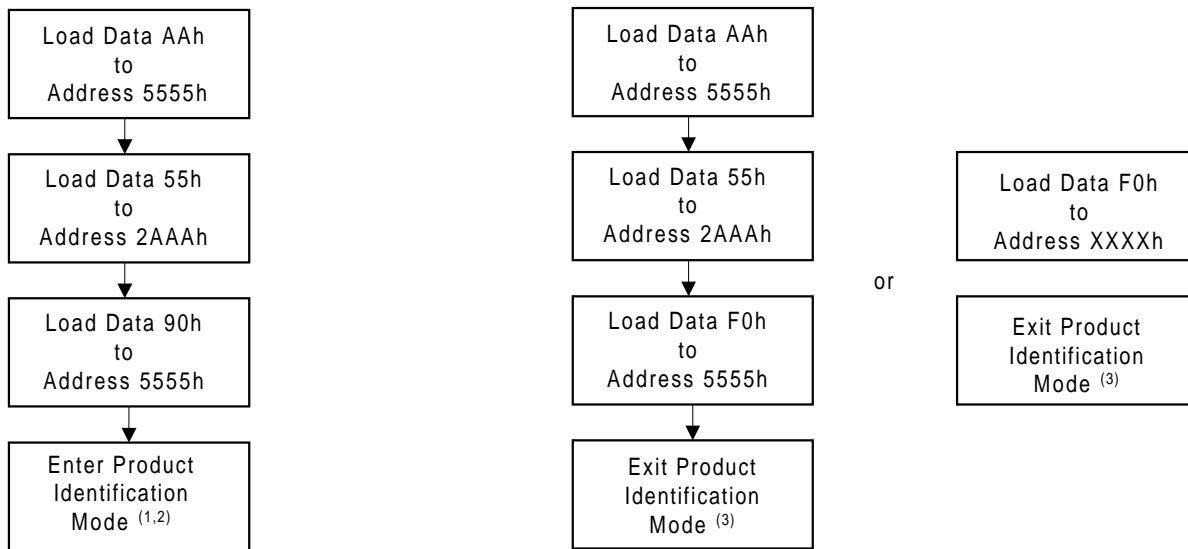 Load Data AAh
to
Address 5555h
Load Data 55h
to
Address 2AAAh
Load Data 90h
to
Address 5555h
Enter Product
Identification
Mode (1,2)
Load Data AAh
to
Address 5555h
Load Data 55h
to
Address 2AAAh
Load Data F0h
to
Address 5555h
Exit Product
Identification
Mode (3)
or
Load Data F0h
to
Address XXXXh
Exit Product
Identification
Mode (3)